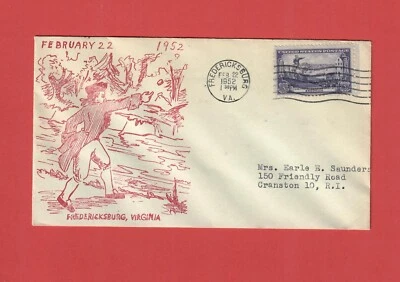 FEBRUARY 22 1952
FREDERICKSBURG
FEB 22
1952
VA.
UNITED STATES POSTAGE
Mrs. Earle H. Saunders
150 Friendly Road
Cranston 10, R.I.
FREDERICKSBURG, VIRGINIA